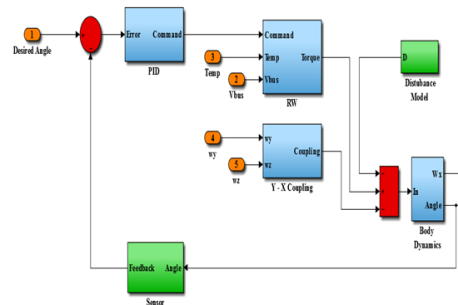 1
Desired Angle
Error Command
PID
3
Temp
2
Vbus
Command
Temp
Vbus
Torque
RW
D
Distubance
Model
4
wy
5
wz
wy
wz
Coupling
Y - X Coupling
In
Wx
Angle
Body
Dynamics
Feedback Angle
Sensor